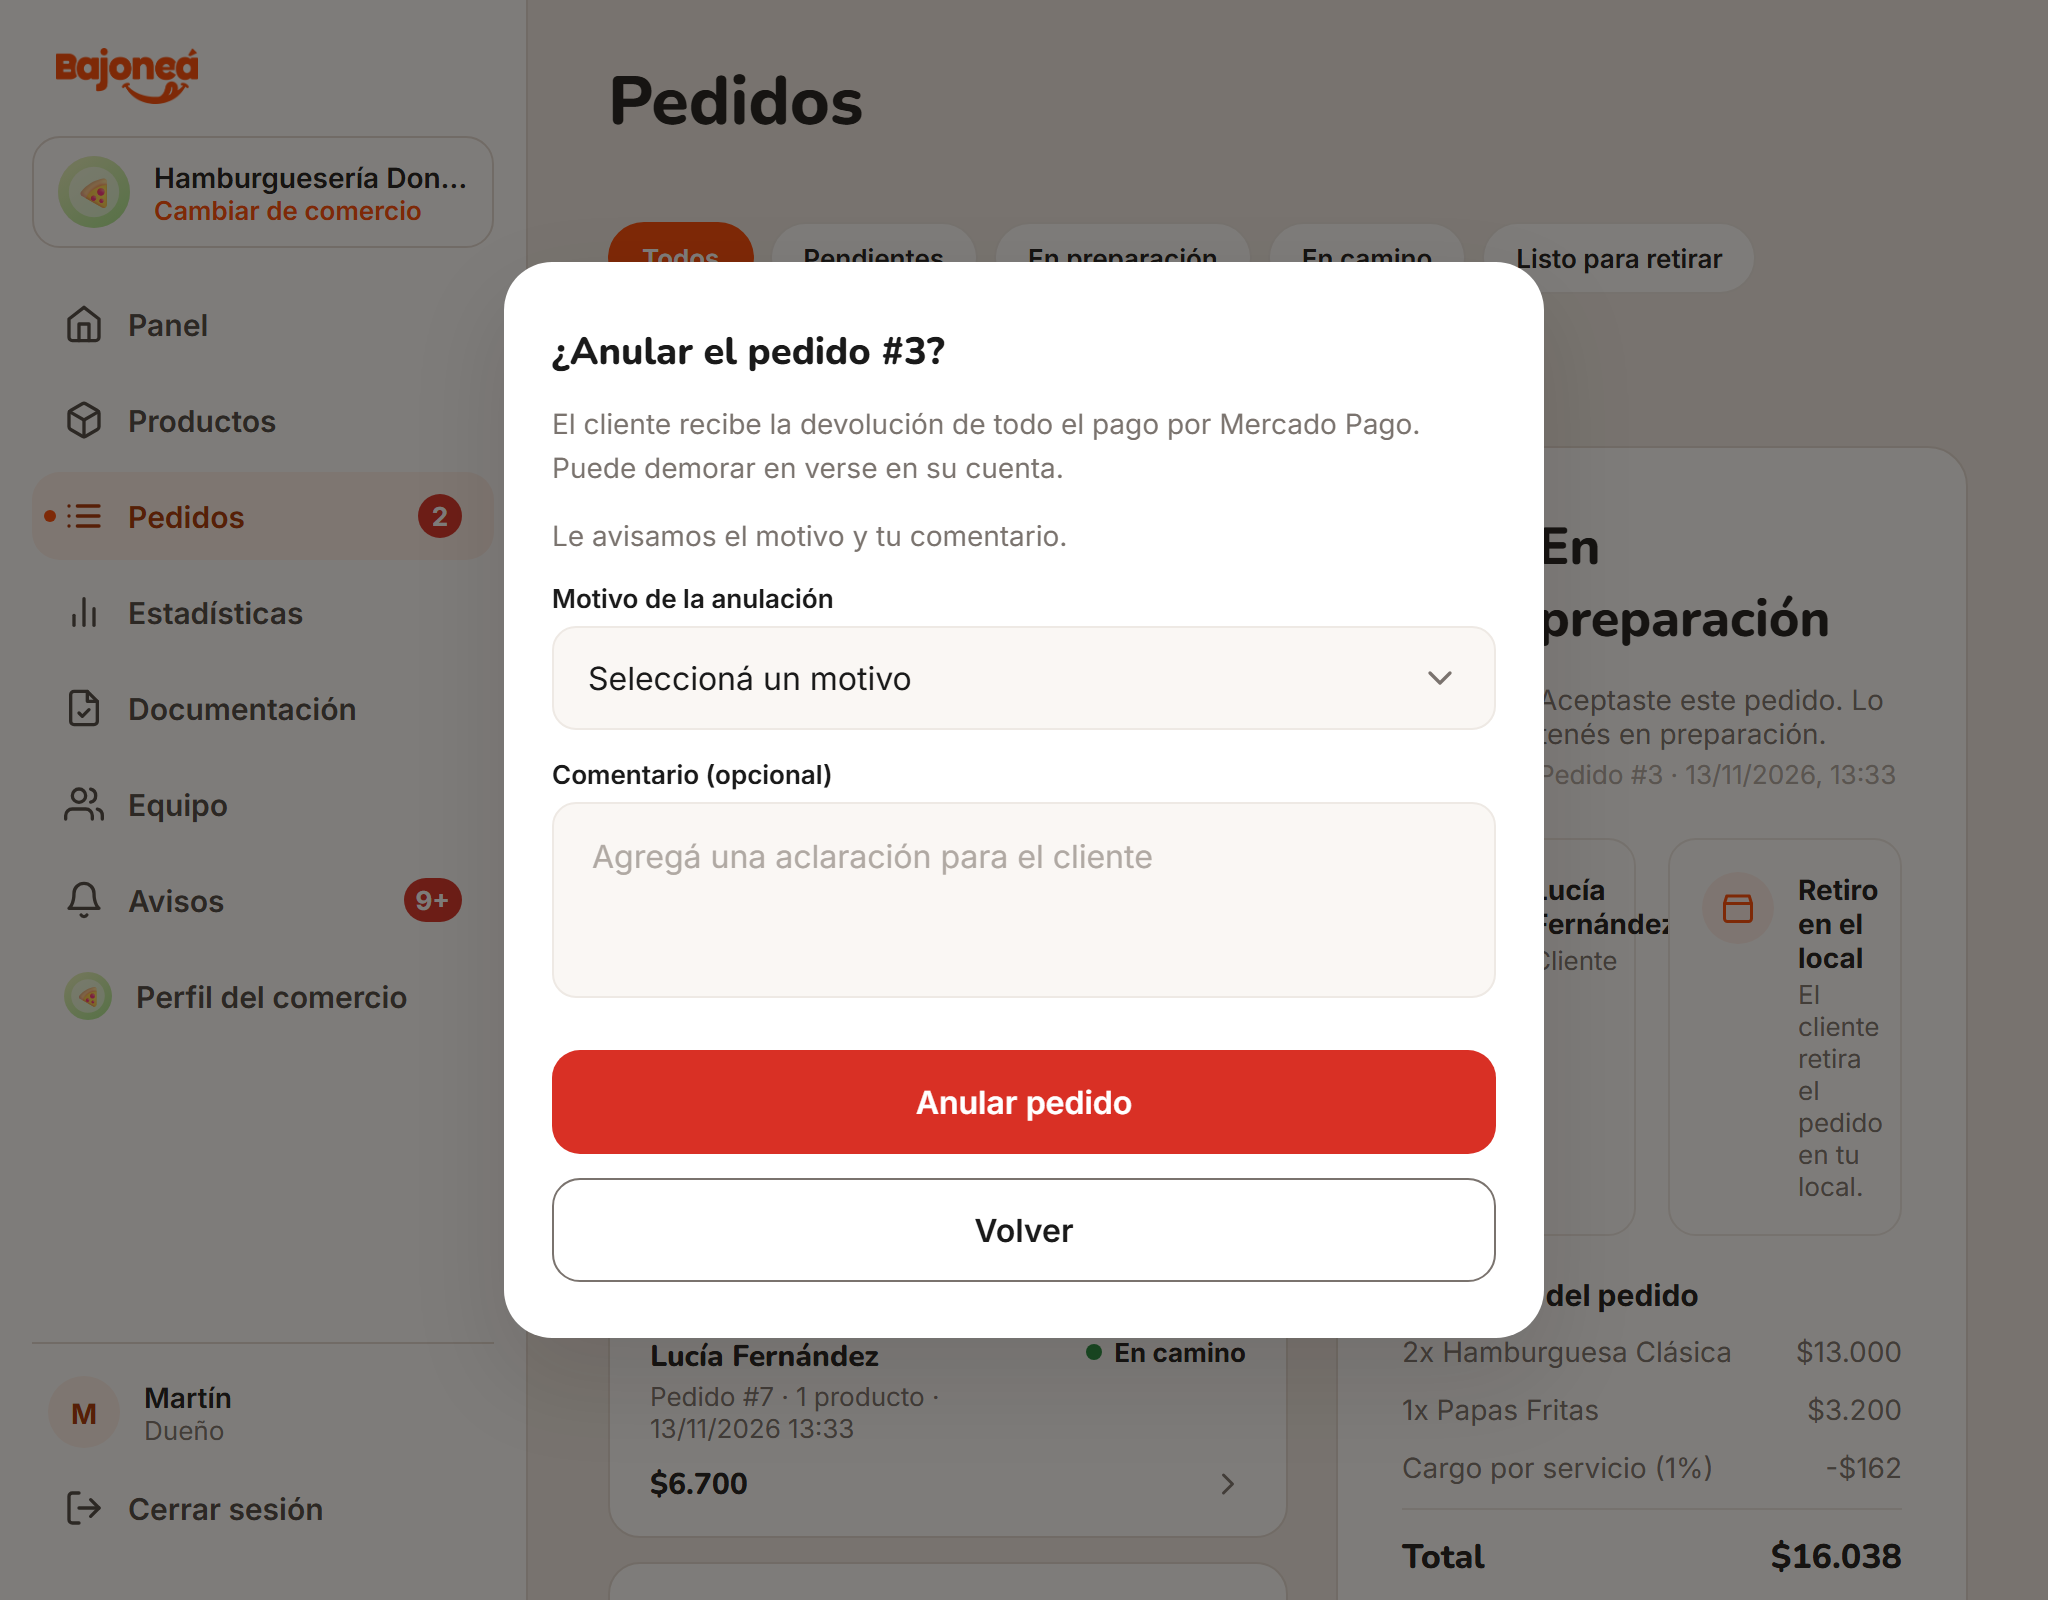 Bajoneá
Hamburguesería Don...
Cambiar de comercio
Panel
Productos
Pedidos
2
Estadísticas
Documentación
Equipo
Avisos
9+
Perfil del comercio
M
Martín
Dueño
Cerrar sesión
Pedidos
Todos
Pendientes
En preparación
En camino
Listo para retirar
¿Anular el pedido #3?
El cliente recibe la devolución de todo el pago por Mercado Pago.
Puede demorar en verse en su cuenta.
Le avisamos el motivo y tu comentario.
Motivo de la anulación
Seleccioná un motivo
Comentario (opcional)
Agregá una aclaración para el cliente
Anular pedido
Volver
Lucía Fernández
En camino
Pedido #7 · 1 producto ·
13/11/2026 13:33
$6.700
En
preparación
Aceptaste este pedido. Lo
tenés en preparación.
Pedido #3 · 13/11/2026, 13:33
Lucía
Fernández
Cliente
Retiro
en el
local
El
cliente
retira
el
pedido
en tu
local.
del pedido
2x Hamburguesa Clásica
$13.000
1x Papas Fritas
$3.200
Cargo por servicio (1%)
-$162
Total
$16.038